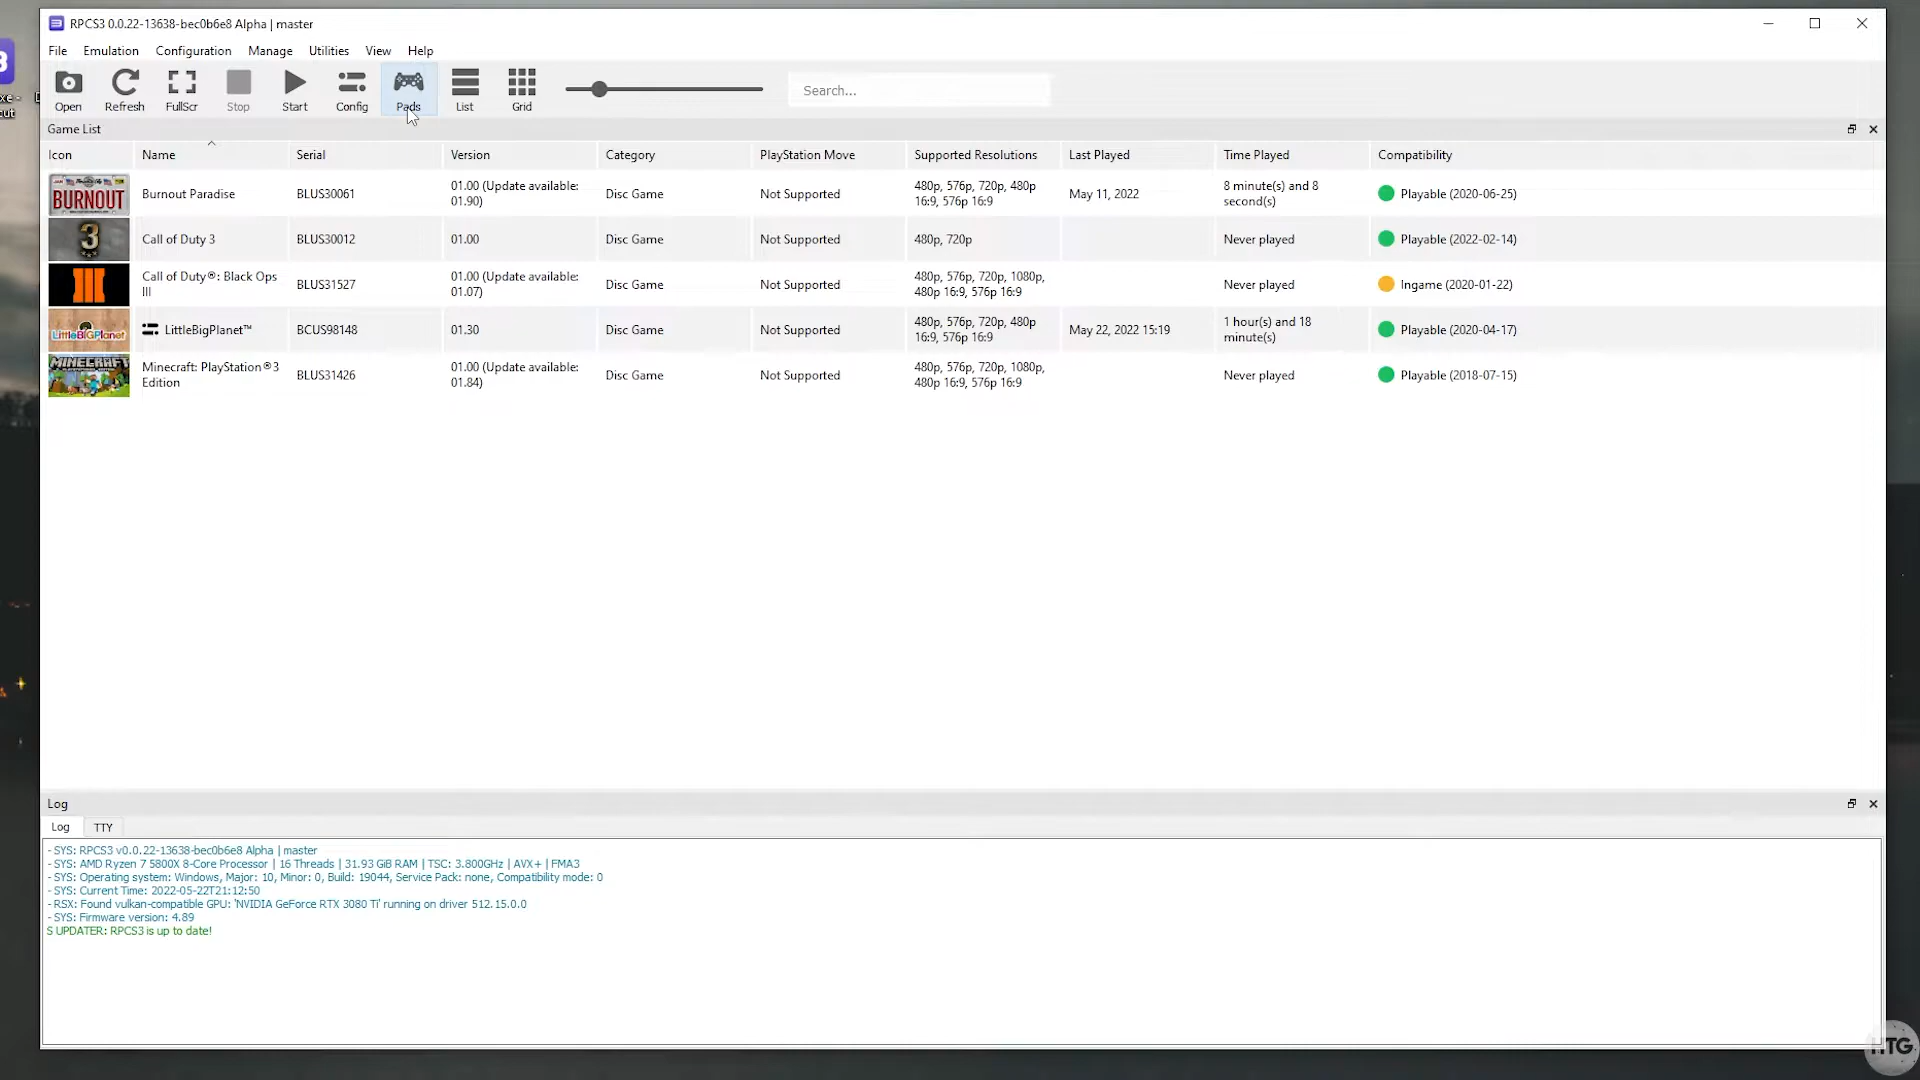 RPCS3 0.0.22-13638-bec0b6e8 Alpha | master
File Emulation Configuration Manage Utilities View Help
Open Refresh FullScr Stop Start Config Pads List Grid Search...
Game List
Icon Name Serial Version Category PlayStation Move Supported Resolutions Last Played Time Played Compatibility
BURNOUT
Burnout Paradise BLUS30061 01.00 (Update available: 01.90) Disc Game Not Supported 480p, 576p, 720p, 480p 16:9, 576p 16:9 May 11, 2022 8 minute(s) and 8 second(s) Playable (2020-06-25)
3
Call of Duty 3 BLUS30012 01.00 Disc Game Not Supported 480p, 720p Never played Playable (2022-02-14)
III
Call of Duty®: Black Ops III BLUS31527 01.00 (Update available: 01.07) Disc Game Not Supported 480p, 576p, 720p, 1080p, 480p 16:9, 576p 16:9 Never played Ingame (2020-01-22)
LittleBigPlanet
LittleBigPlanet™ BCUS98148 01.30 Disc Game Not Supported 480p, 576p, 720p, 480p 16:9, 576p 16:9 May 22, 2022 15:19 1 hour(s) and 18 minute(s) Playable (2020-04-17)
MINECRAFT
Minecraft: PlayStation®3 Edition BLUS31426 01.00 (Update available: 01.84) Disc Game Not Supported 480p, 576p, 720p, 1080p, 480p 16:9, 576p 16:9 Never played Playable (2018-07-15)
Log
Log TTY
- SYS: RPCS3 v0.0.22-13638-bec0b6e8 Alpha | master
- SYS: AMD Ryzen 7 5800X 8-Core Processor | 16 Threads | 31.93 GiB RAM | TSC: 3.800GHz | AVX+ | FMA3
- SYS: Operating system: Windows, Major: 10, Minor: 0, Build: 19044, Service Pack: none, Compatibility mode: 0
- SYS: Current Time: 2022-05-22T21:12:50
- RSX: Found vulkan-compatible GPU: 'NVIDIA GeForce RTX 3080 Ti' running on driver 512.15.0.0
- SYS: Firmware version: 4.89
S UPDATER: RPCS3 is up to date!
HTG